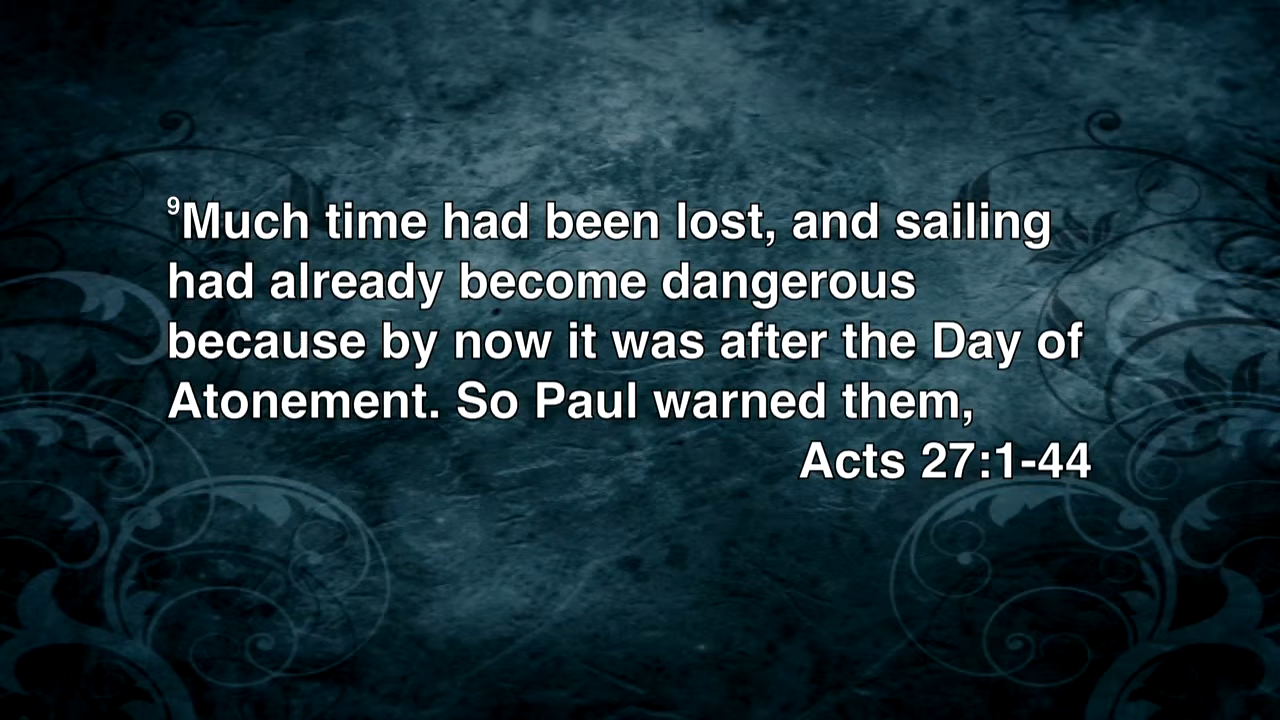 ⁹Much time had been lost, and sailing
had already become dangerous
because by now it was after the Day of
Atonement. So Paul warned them,
Acts 27:1-44